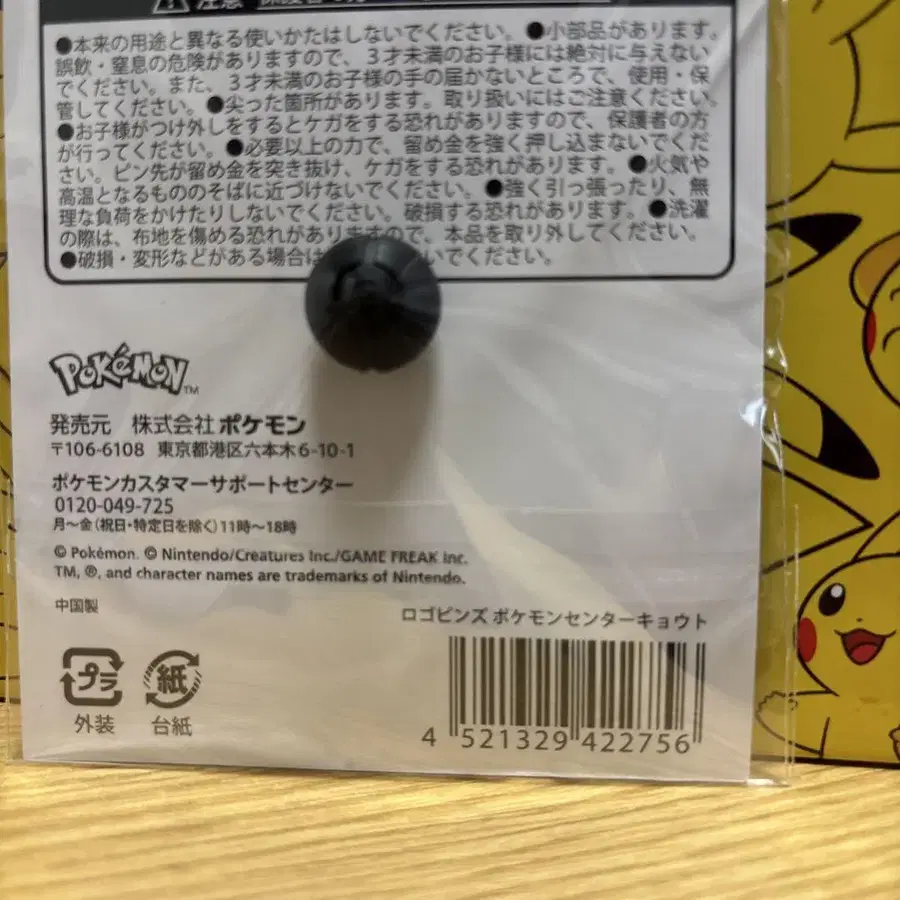 注意
●本来の用途と異なる使いかたはしないでください。●小部品があります。
誤飲・窒息の危険がありますので、3才未満のお子様には絶対に与えない
でください。また、3才未満のお子様の手の届かないところで、使用・保
管してください。●尖った箇所があります。取り扱いにはご注意ください。
●お子様がつけ外しをするとケガをする恐れがありますので、保護者の方
が行ってください。●必要以上の力で、留め金を強く押し込まないでくだ
さい。ピン先が留め金を突き抜け、ケガをする恐れがあります。●火気や
高温となるもののそばに近づけないでください。●強く引っ張ったり、無
理な負荷をかけたりしないでください。破損する恐れがあります。●洗濯
の際は、布地を傷める恐れがありますので、本品を取り外してください。
●破損・変形などがある場合は いでください。
POKéMON TM
発売元 株式会社 ポケモン
〒106-6108 東京都港区六本木6-10-1
ポケモンカスタマーサポートセンター
0120-049-725
月～金(祝日・特定日を除く)11時～18時
© Pokémon. © Nintendo/Creatures Inc./GAME FREAK inc.
TM, ®, and character names are trademarks of Nintendo.
中国製
ロゴピンズ ポケモンセンターキョウト
プラ 紙
外装 台紙
4 521329 422756